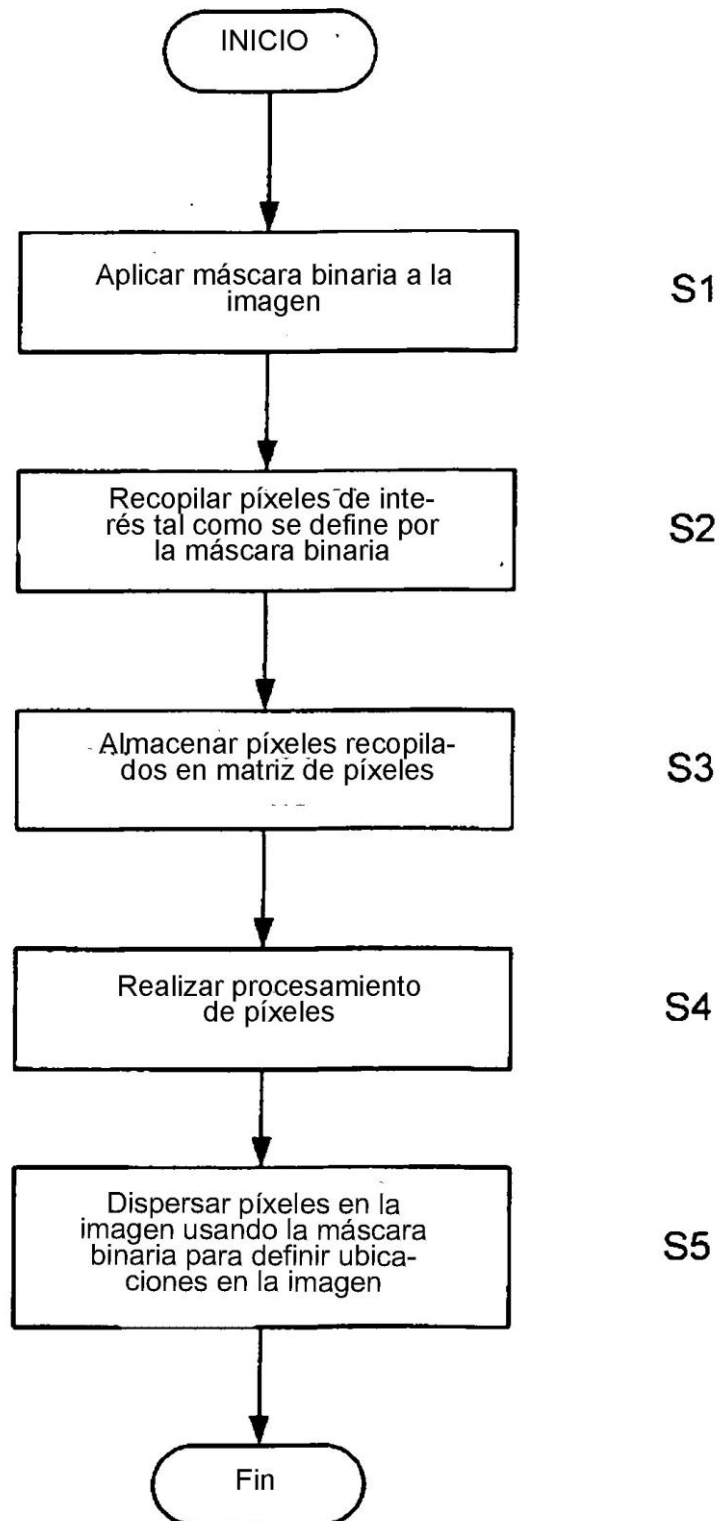 INICIO
Aplicar máscara binaria a la
imagen
S1
Recopilar píxeles de inte-
rés tal como se define por
la máscara binaria
S2
Almacenar píxeles recopila-
dos en matriz de píxeles
S3
Realizar procesamiento
de píxeles
S4
Dispersar píxeles en la
imagen usando la máscara
binaria para definir ubica-
ciones en la imagen
S5
Fin